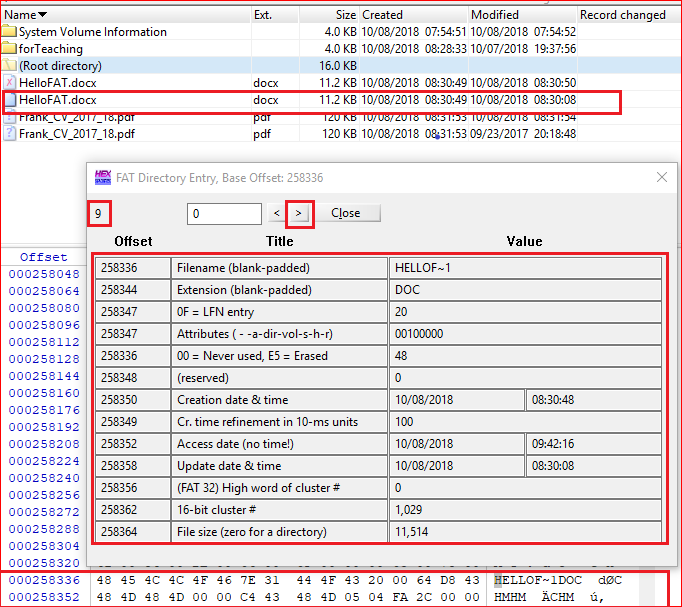 Name Ext. Size Created Modified Record changed
System Volume Information 4.0 KB 10/08/2018 07:54:51 10/08/2018 07:54:52
forTeaching 4.0 KB 10/08/2018 08:28:33 10/07/2018 19:37:56
(Root directory) 16.0 KB
HelloFAT.docx docx 11.2 KB 10/08/2018 08:30:49 10/08/2018 08:30:50
HelloFAT.docx docx 11.2 KB 10/08/2018 08:30:49 10/08/2018 08:30:08
Frank_CV_2017_18.pdf pdf 120 KB 10/08/2018 08:31:53 10/08/2018 08:31:54
Frank_CV_2017_18.pdf pdf 120 KB 10/08/2018 08:31:53 09/23/2017 20:18:48
HEX FAT Directory Entry, Base Offset: 258336
9 0 < > Close
Offset Title Value
258336 Filename (blank-padded) HELLOF~1
258344 Extension (blank-padded) DOC
258347 0F = LFN entry 20
258347 Attributes ( - -a-dir-vol-s-h-r) 00100000
258336 00 = Never used, E5 = Erased 48
258348 (reserved) 0
258350 Creation date & time 10/08/2018 08:30:48
258349 Cr. time refinement in 10-ms units 100
258352 Access date (no time!) 10/08/2018 09:42:16
258358 Update date & time 10/08/2018 08:30:08
258356 (FAT 32) High word of cluster # 0
258362 16-bit cluster # 1,029
258364 File size (zero for a directory) 11,514
Offset
000258048
000258064
000258080
000258096
000258112
000258128
000258144
000258160
000258176
000258192
000258208
000258224
000258240
000258256
000258272
000258288
000258304
000258320
000258336 48 45 4C 4C 4F 46 7E 31 44 4F 43 20 00 64 D8 43 HELLOF~1DOC dØC
000258352 48 4D 48 4D 00 00 C4 43 48 4D 05 04 FA 2C 00 00 HMHM ÄCHM ú,